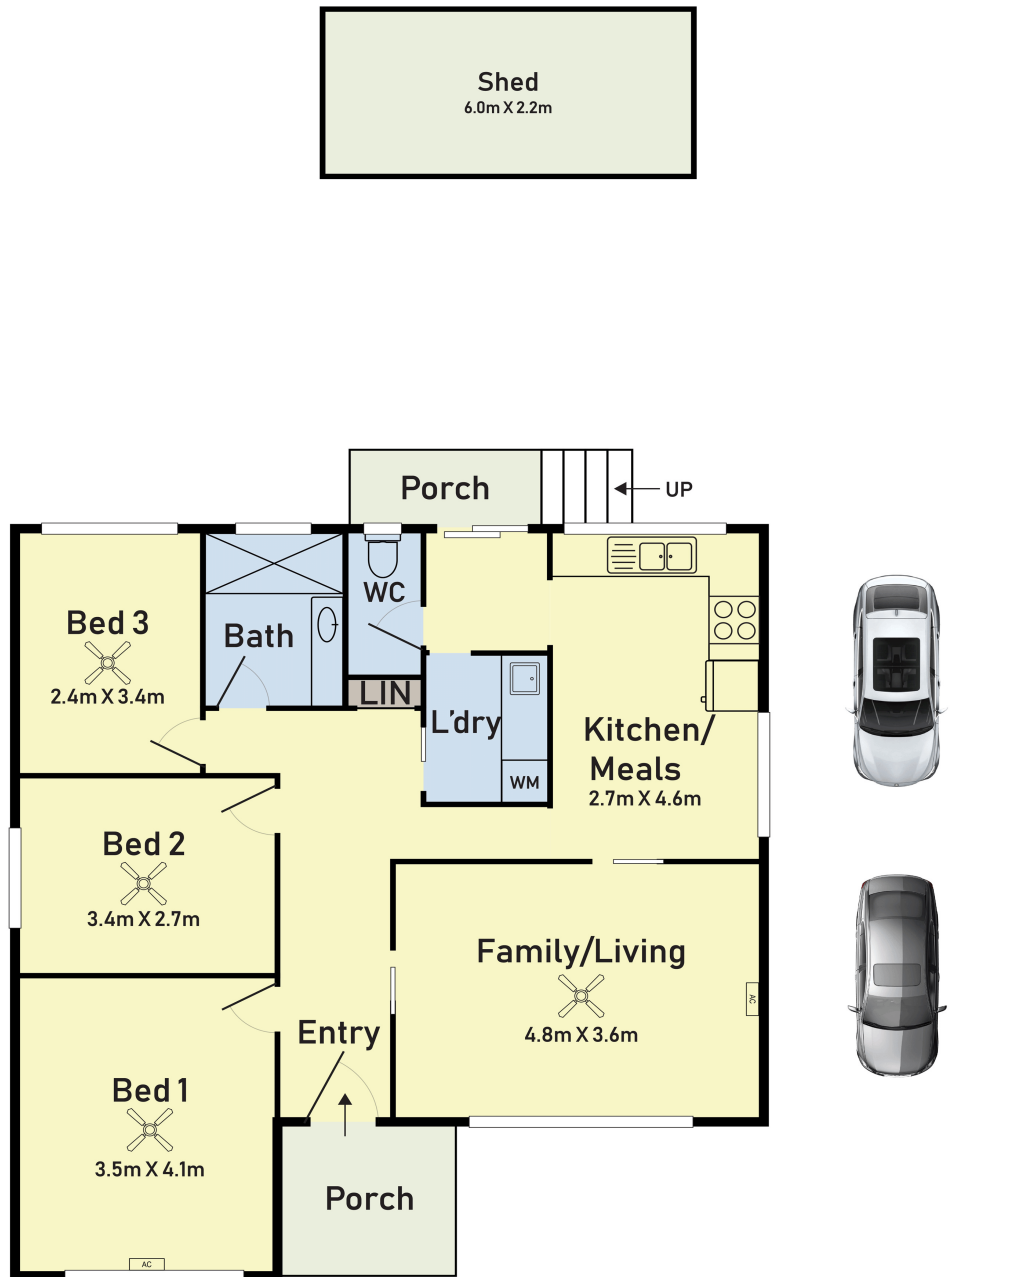 Shed
6.0m X 2.2m
Porch
UP
WC
Bed 3
2.4m X 3.4m
Bath
LIN
L'dry
WM
Kitchen/
Meals
2.7m X 4.6m
Bed 2
3.4m X 2.7m
Family/Living
4.8m X 3.6m
AC
Entry
Bed 1
3.5m X 4.1m
Porch
AC